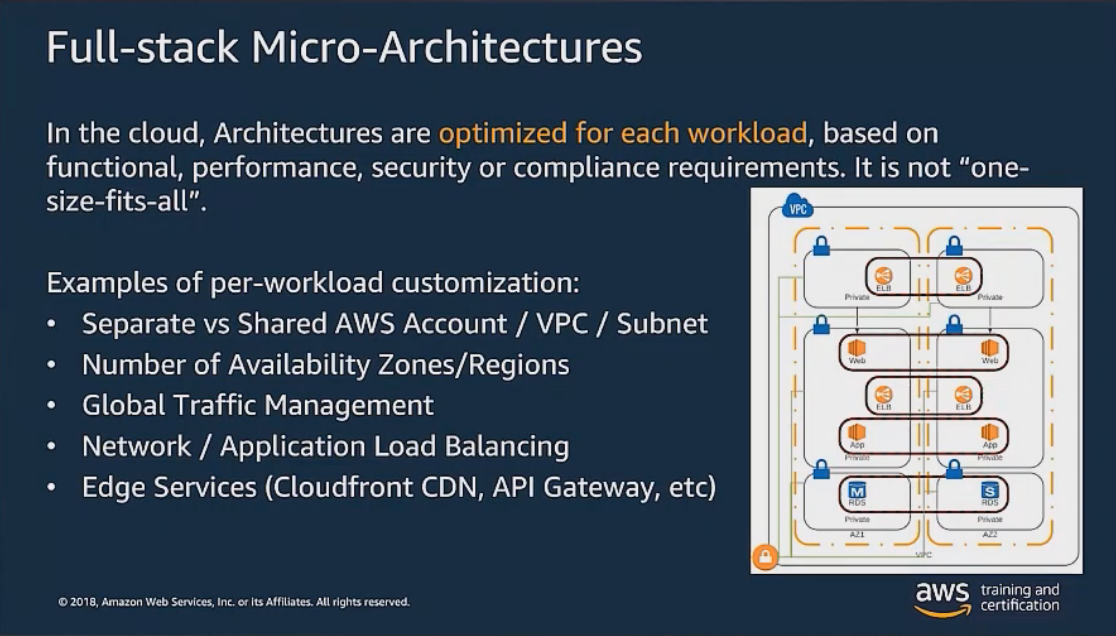 Full-stack Micro-Architectures
In the cloud, Architectures are optimized for each workload, based on
functional, performance, security or compliance requirements. It is not “one-
size-fits-all”.
Examples of per-workload customization:
• Separate vs Shared AWS Account / VPC / Subnet
• Number of Availability Zones/Regions
• Global Traffic Management
• Network / Application Load Balancing
• Edge Services (Cloudfront CDN, API Gateway, etc)
VPC
ELB ELB
Private Private
Web Web
ELB ELB
App App
Private Private
M S
RDS RDS
Private Private
AZ1 AZ2
VPC
© 2018, Amazon Web Services, Inc. or its Affiliates. All rights reserved.
aws training and
certification